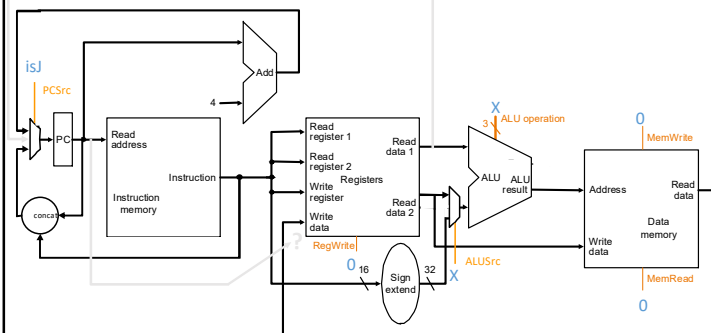 isJ
PCSrc
Add
4
PC
Read
address
Instruction
Instruction
memory
concat
Read
register 1
Read
register 2
Write
register
Write
data
Registers
Read
data 1
Read
data 2
RegWrite
0
?
16
Sign
extend
32
X
3
ALU operation
ALU
ALU
result
ALUSrc
X
0
MemWrite
Address
Read
data
Data
memory
Write
data
MemRead
0